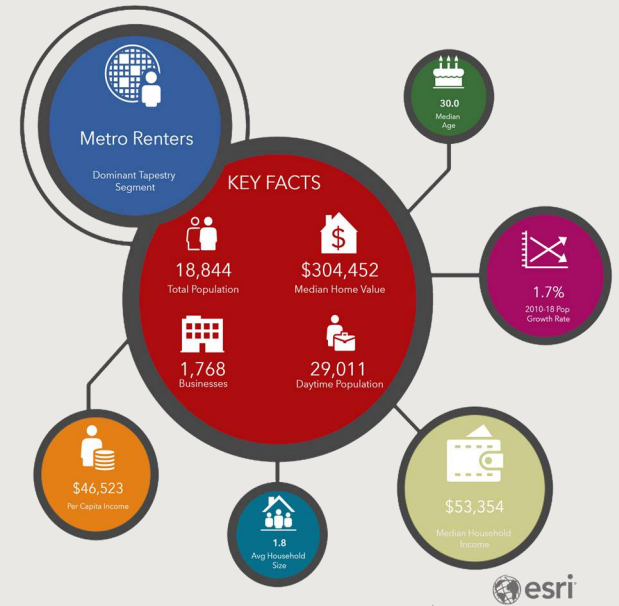 Metro Renters
Dominant Tapestry
Segment
KEY FACTS
18,844
Total Population
$
$304,452
Median Home Value
1,768
Businesses
29,011
Daytime Population
30.0
Median
Age
1.7%
2010-18 Pop
Growth Rate
$46,523
Per Capita Income
1.8
Avg Household
Size
$53,354
Median Household
Income
esri